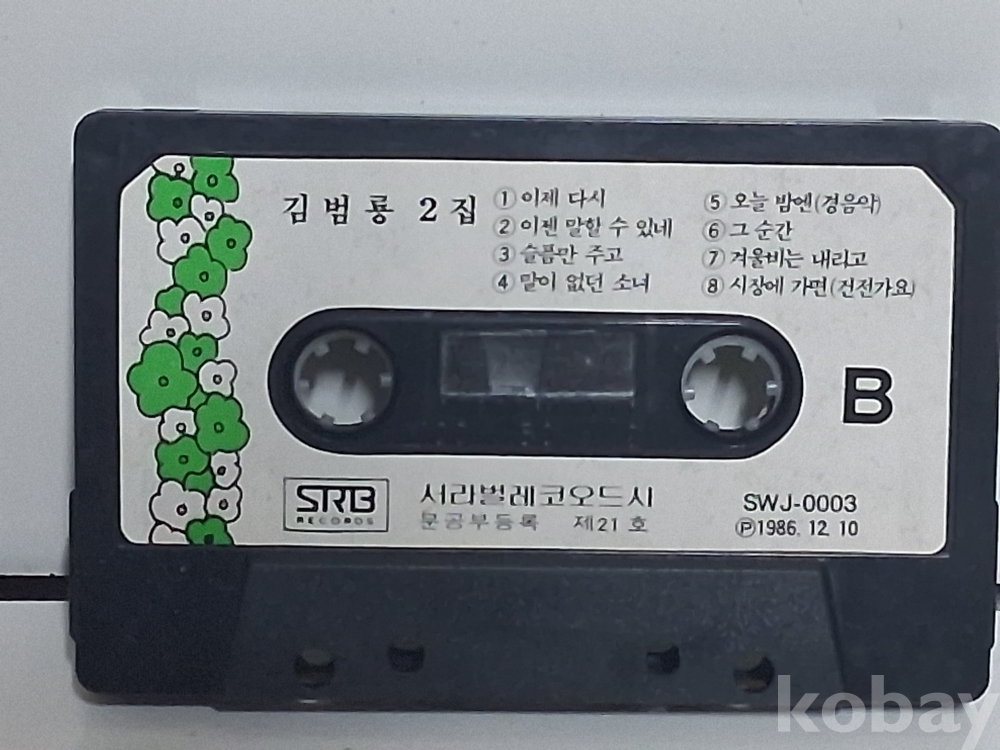 김범룡 2집
① 이제 다시
② 이젠 말할 수 있네
③ 슬픔만 주고
④ 말이 없던 소녀
⑤ 오늘 밤엔(경음악)
⑥ 그 순간
⑦ 겨울비는 내리고
⑧ 시장에 가면(건전가요)
B
SRB
RECORDS
서라벌레코오드사
문공부등록 제21호
SWJ-0003
Ⓟ1986. 12. 10
kobay